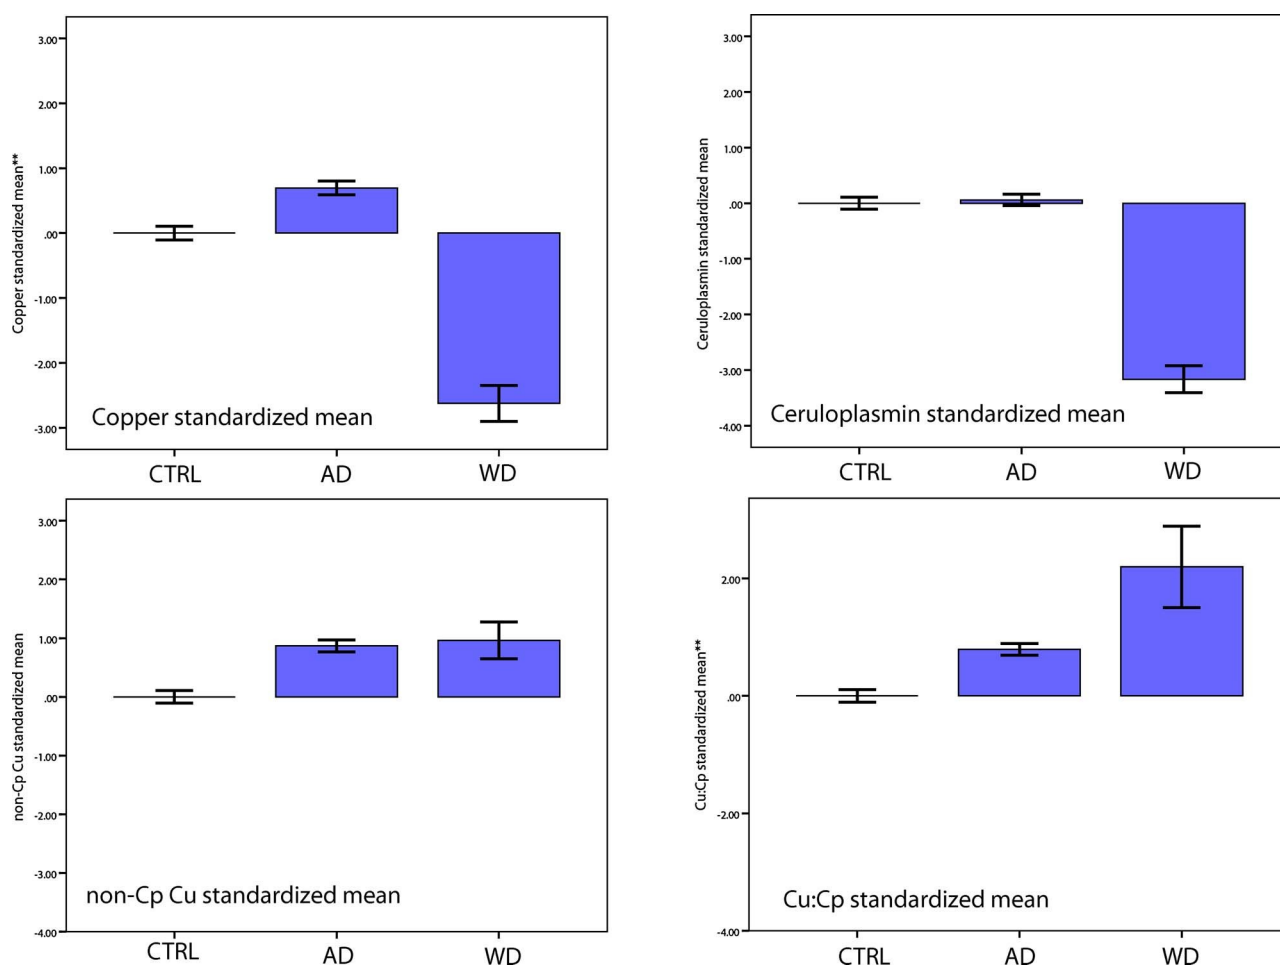 Copper standardized mean**
3.00
2.00
1.00
.00
-1.00
-2.00
-3.00
Copper standardized mean
CTRL AD WD
Ceruloplasmin standardized mean
3.00
2.00
1.00
.00
-1.00
-2.00
-3.00
-4.00
Ceruloplasmin standardized mean
CTRL AD WD
non-Cp Cu standardized mean
3.00
2.00
1.00
.00
-1.00
-2.00
-3.00
-4.00
non-Cp Cu standardized mean
CTRL AD WD
Cu:Cp standardized mean**
2.00
.00
-2.00
-4.00
Cu:Cp standardized mean
CTRL AD WD